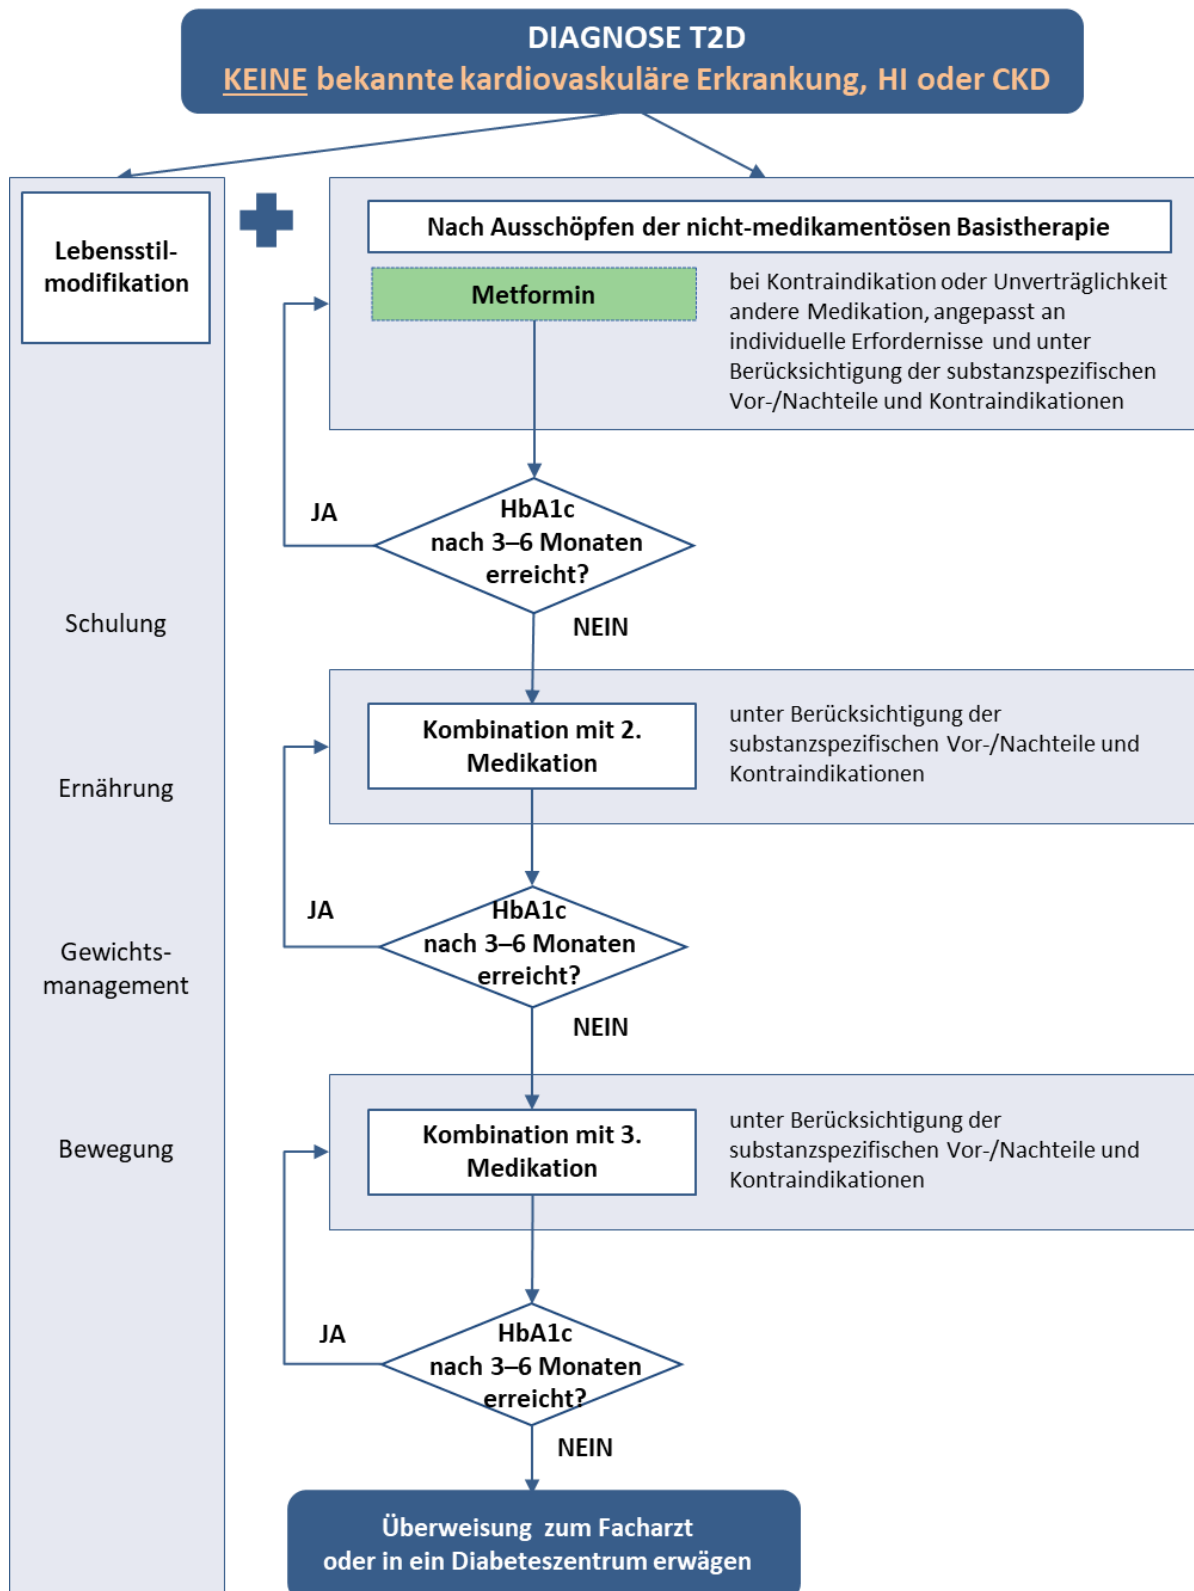 DIAGNOSE T2D
KEINE bekannte kardiovaskuläre Erkrankung, HI oder CKD
Lebensstil-
modifikation
Schulung
Ernährung
Gewichts-
management
Bewegung
Nach Ausschöpfen der nicht-medikamentösen Basistherapie
Metformin
bei Kontraindikation oder Unverträglichkeit
andere Medikation, angepasst an
individuelle Erfordernisse und unter
Berücksichtigung der substanzspezifischen
Vor-/Nachteile und Kontraindikationen
HbA1c
nach 3–6 Monaten
erreicht?
JA
NEIN
Kombination mit 2.
Medikation
unter Berücksichtigung der
substanzspezifischen Vor-/Nachteile und
Kontraindikationen
HbA1c
nach 3–6 Monaten
erreicht?
JA
NEIN
Kombination mit 3.
Medikation
unter Berücksichtigung der
substanzspezifischen Vor-/Nachteile und
Kontraindikationen
HbA1c
nach 3–6 Monaten
erreicht?
JA
NEIN
Überweisung zum Facharzt
oder in ein Diabeteszentrum erwägen